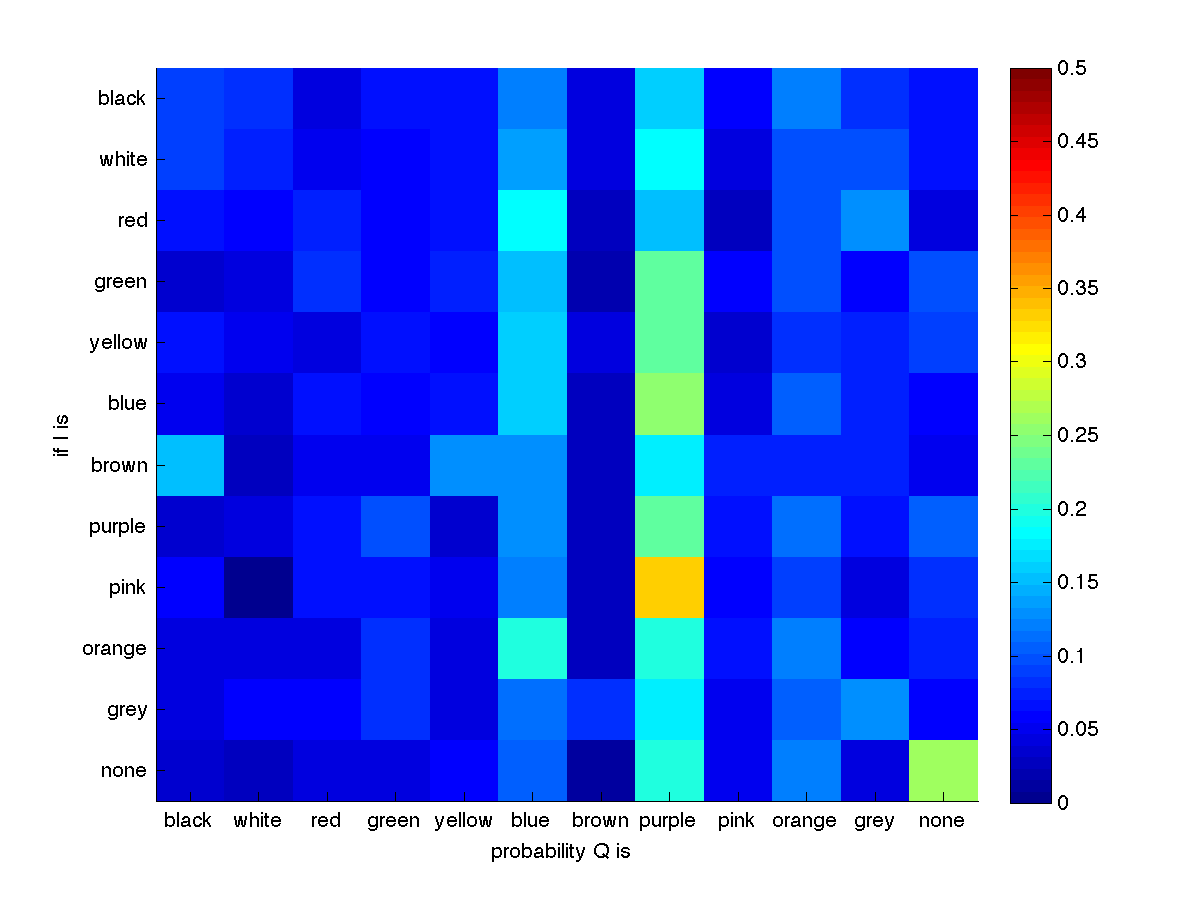 if I is
black
white
red
green
yellow
blue
brown
purple
pink
orange
grey
none
black white red green yellow blue brown purple pink orange grey none
probability Q is
0.5
0.45
0.4
0.35
0.3
0.25
0.2
0.15
0.1
0.05
0